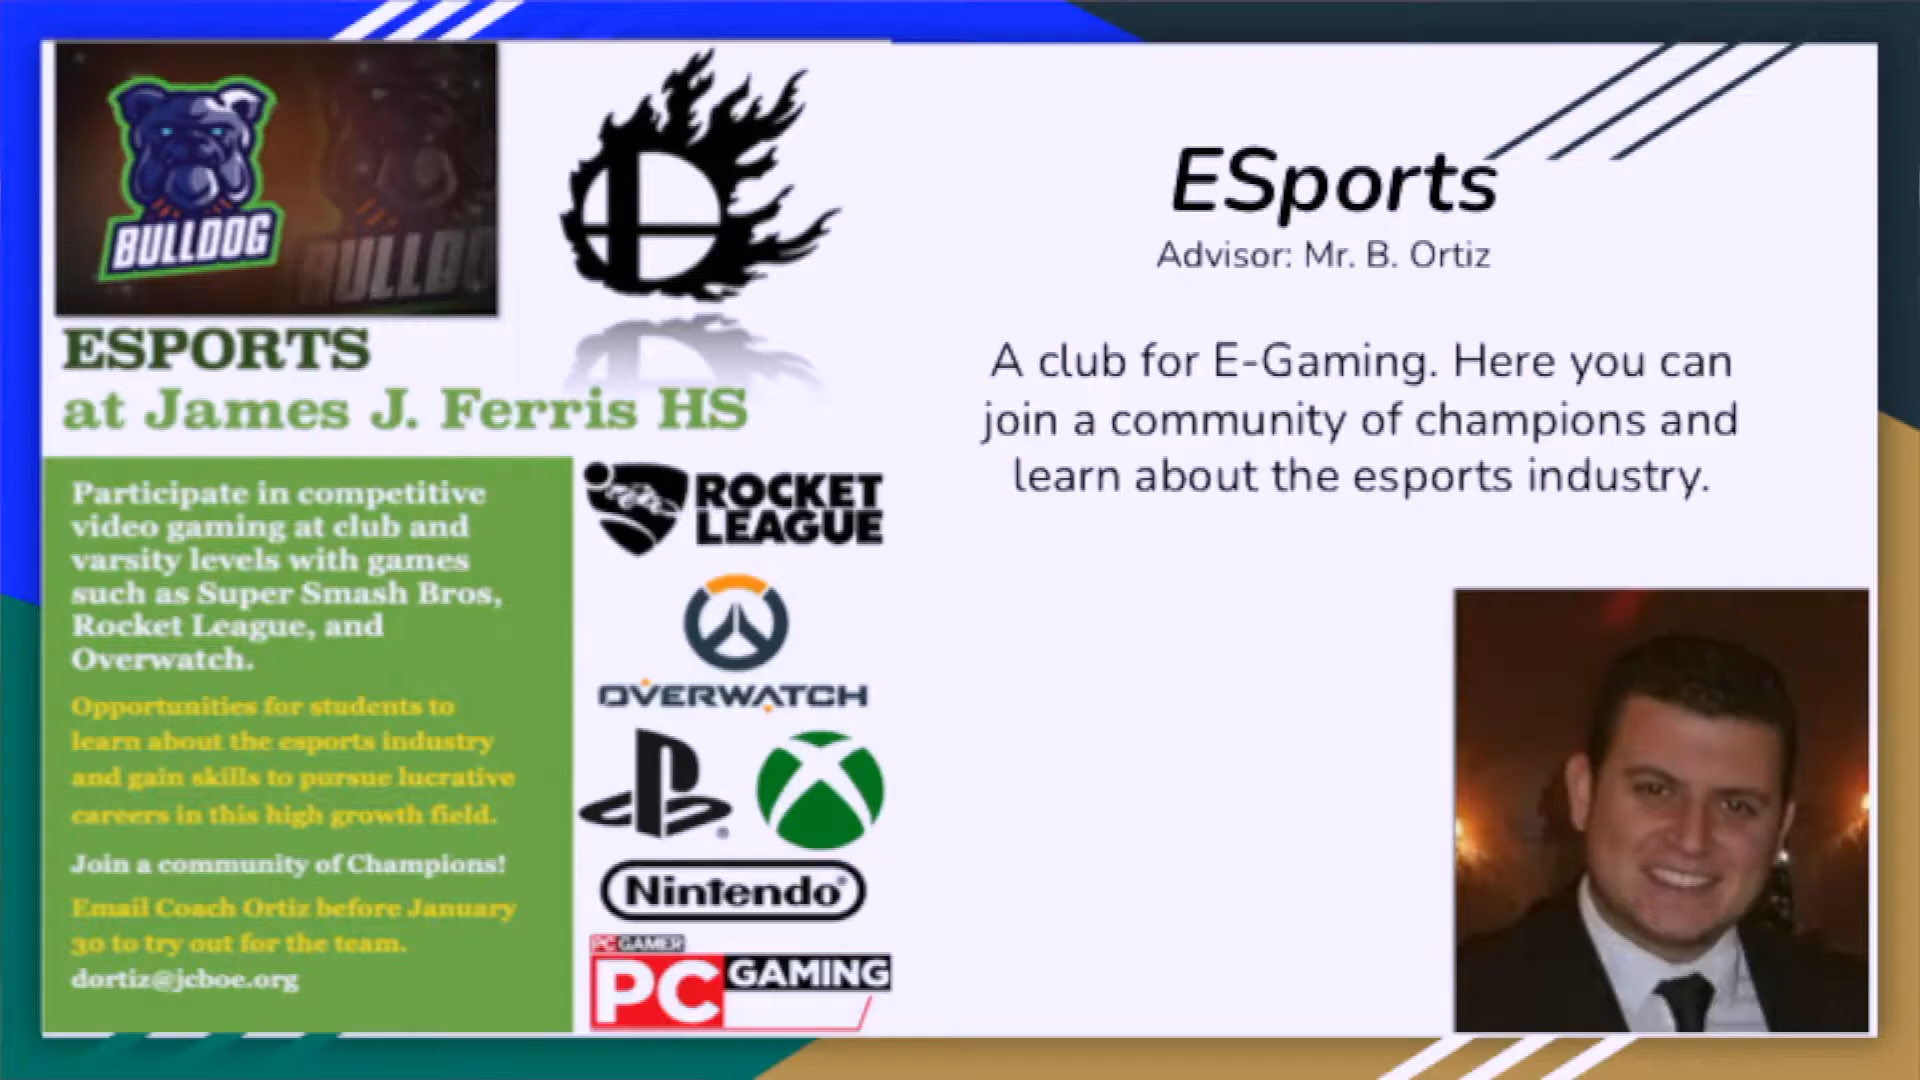 BULLDOG
BULLDO
ESPORTS
at James J. Ferris HS
Participate in competitive
video gaming at club and
varsity levels with games
such as Super Smash Bros,
Rocket League, and
Overwatch.
Opportunities for students to
learn about the esports industry
and gain skills to pursue lucrative
careers in this high growth field.
Join a community of Champions!
Email Coach Ortiz before January
30 to try out for the team.
dortiz@jcboe.org
ROCKET
LEAGUE
OVERWATCH
Nintendo®
PC GAMER
PC GAMING
ESports
Advisor: Mr. B. Ortiz
A club for E-Gaming. Here you can
join a community of champions and
learn about the esports industry.